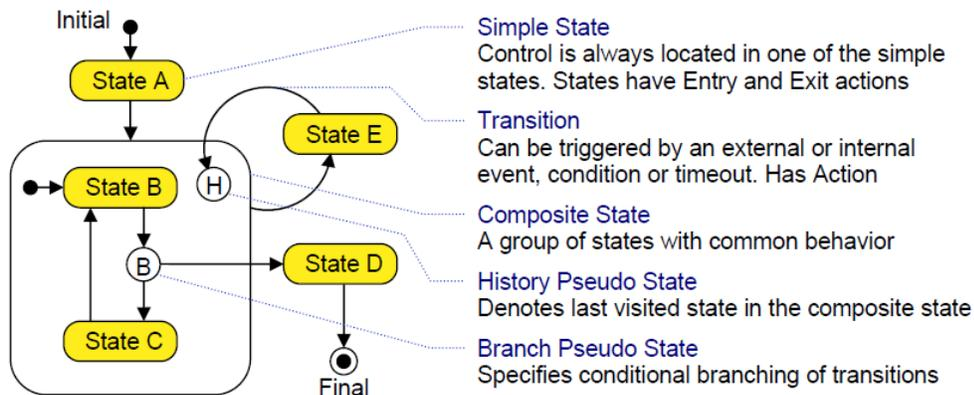 Initial
State A
State E
State B
H
B
State D
State C
Final
Simple State
Control is always located in one of the simple
states. States have Entry and Exit actions
Transition
Can be triggered by an external or internal
event, condition or timeout. Has Action
Composite State
A group of states with common behavior
History Pseudo State
Denotes last visited state in the composite state
Branch Pseudo State
Specifies conditional branching of transitions